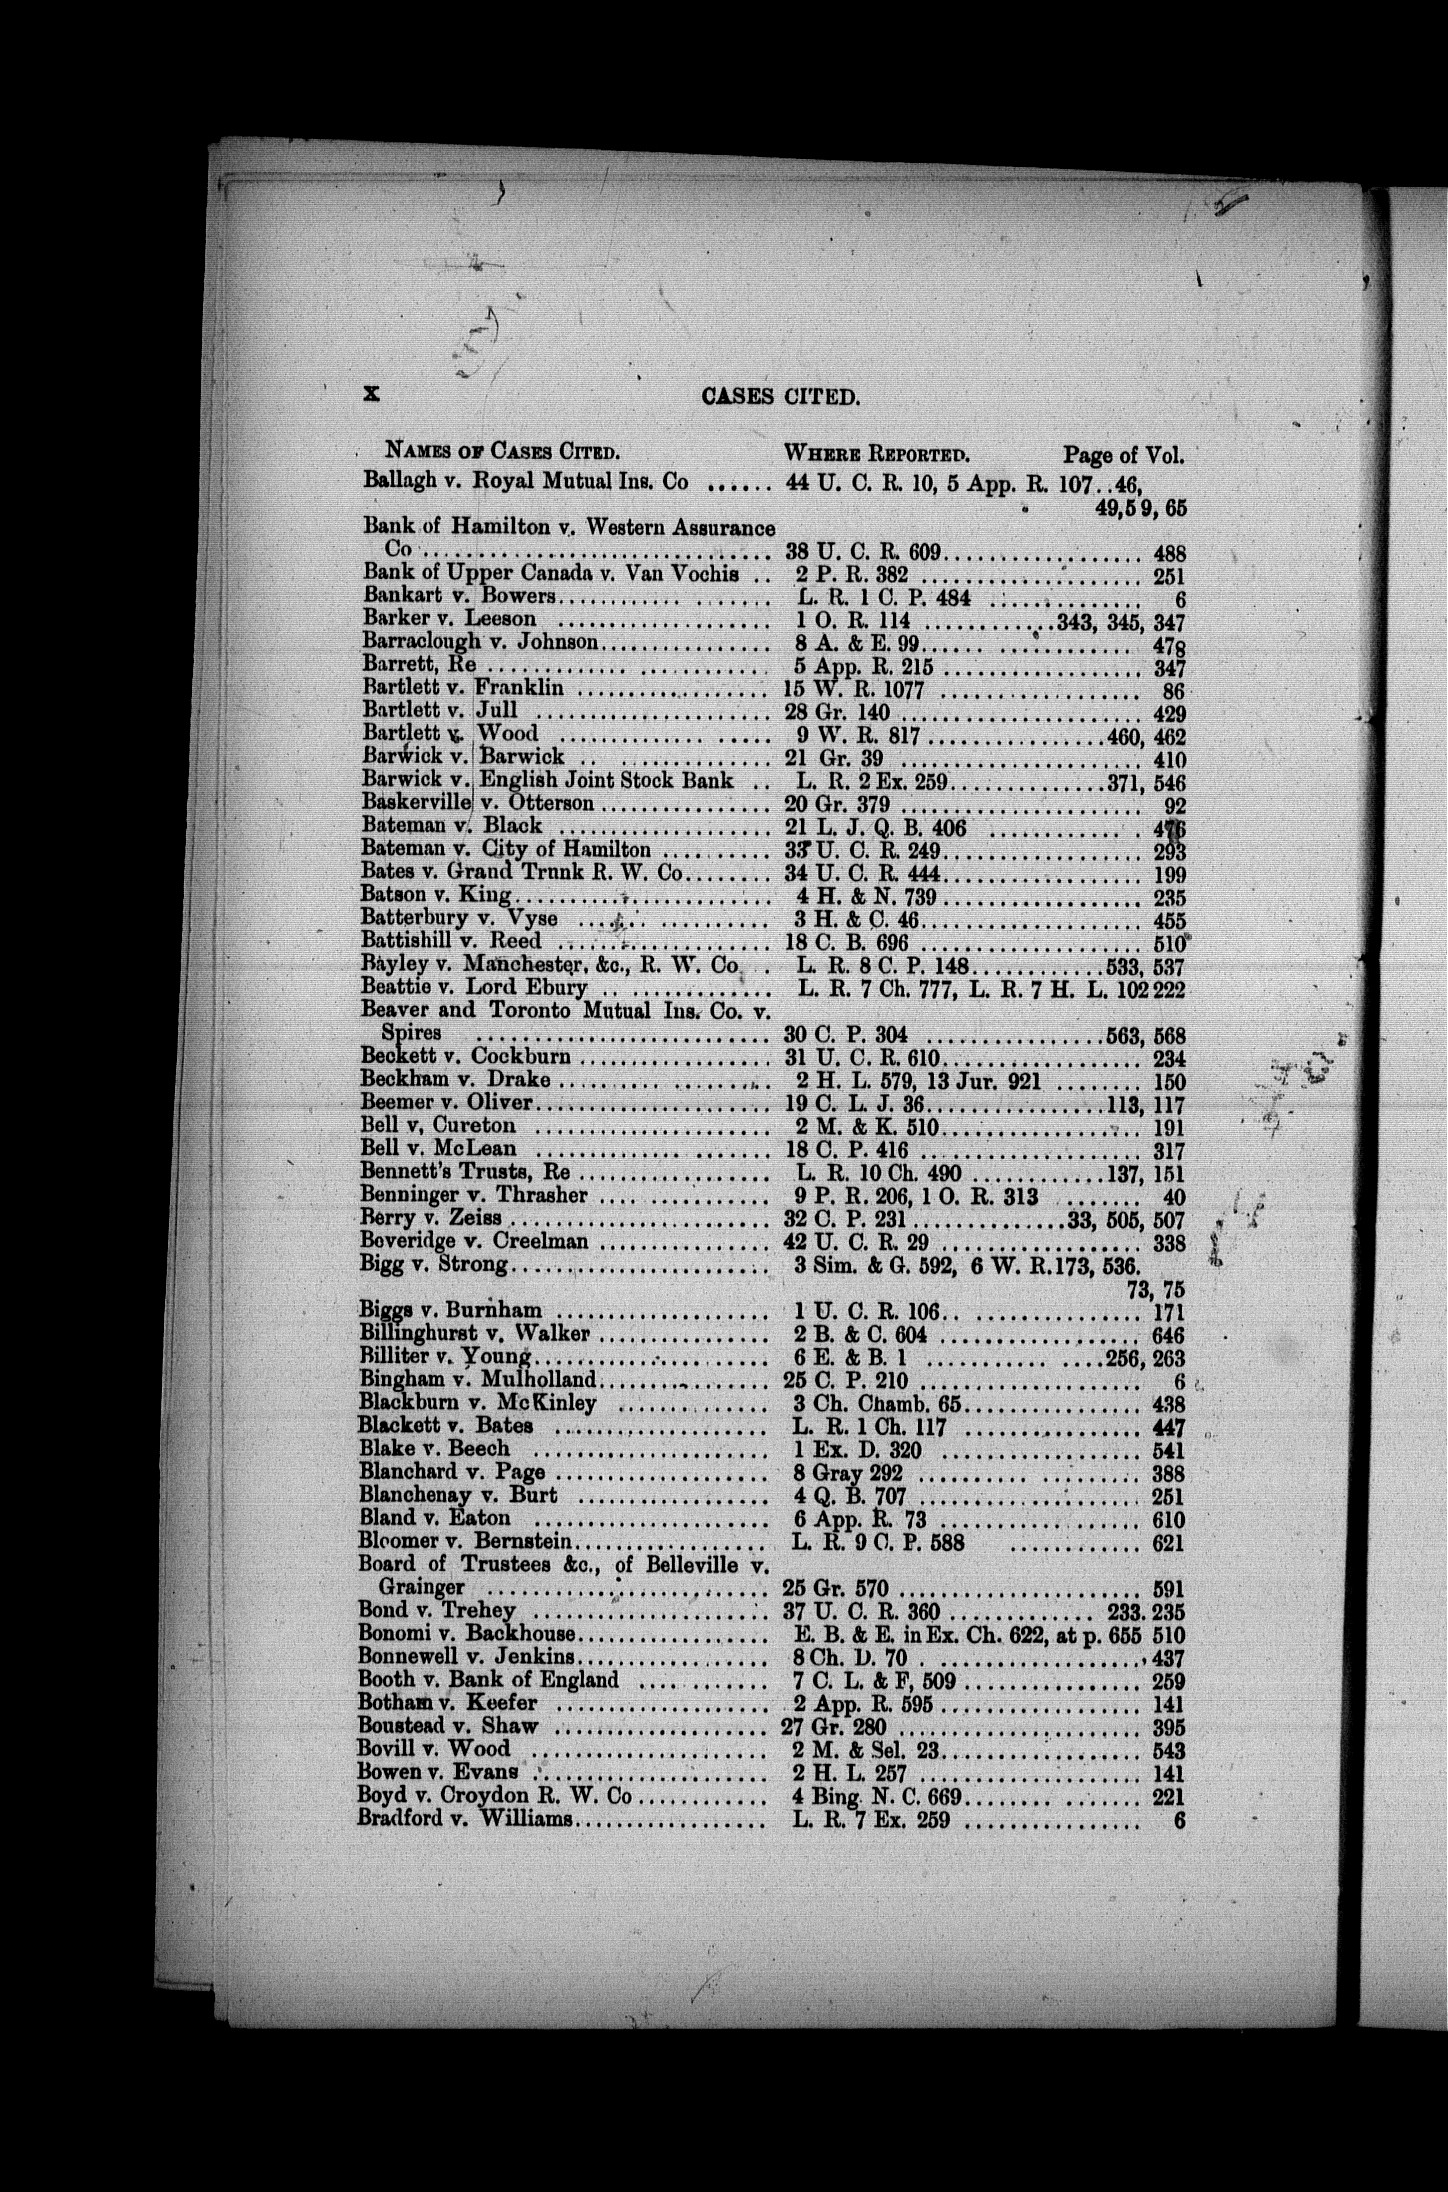 X CASES CITED.
NAMES OF CASES CITED. WHERE REPORTED. Page of Vol.
Ballagh v. Royal Mutual Ins. Co ...... 44 U. C. R. 10, 5 App. R. 107..46,
49,59, 65
Bank of Hamilton v. Western Assurance
Co ................................ 38 U. C. R. 609................... 488
Bank of Upper Canada v. Van Vochis .. 2 P. R. 382 ..................... 251
Bankart v. Bowers................... L. R. 1 C. P. 484 .............. 6
Barker v. Leeson .................... 1 O. R. 114 ............343, 345, 347
Barraclough v. Johnson................ 8 A. & E. 99..................... 478
Barrett, Re .......................... 5 App. R. 215 ................... 347
Bartlett v. Franklin .................. 15 W. R. 1077 ................... 86
Bartlett v. Jull ...................... 28 Gr. 140 ....................... 429
Bartlett v. Wood .................... 9 W. R. 817.................460, 462
Barwick v. Barwick .. .............. 21 Gr. 39 ....................... 410
Barwick v. English Joint Stock Bank .. L. R. 2 Ex. 259...............371, 546
Baskerville v. Otterson ................ 20 Gr. 379 ....................... 92
Bateman v. Black .................... 21 L. J. Q. B. 406 .............. 476
Bateman v. City of Hamilton .......... 33 U. C. R. 249................... 293
Bates v. Grand Trunk R. W. Co........ 34 U. C. R. 444................... 199
Batson v. King........................ 4 H. & N. 739 ................... 235
Batterbury v. Vyse .................. 3 H. & C. 46..................... 455
Battishill v. Reed .................... 18 C. B. 696 ..................... 510
Bayley v. Manchester, &c., R. W. Co. . L. R. 8 C. P. 148............533, 537
Beattie v. Lord Ebury .. .............. L. R. 7 Ch. 777, L. R. 7 H. L. 102 222
Beaver and Toronto Mutual Ins. Co. v.
Spires ............................ 30 C. P. 304 .................563, 568
Beckett v. Cockburn .................. 31 U. C. R. 610................... 234
Beckham v. Drake .................... 2 H. L. 579, 13 Jur. 921 ........ 150
Beemer v. Oliver...................... 19 C. L. J. 36.................113, 117
Bell v, Cureton ...................... 2 M. & K. 510................... 191
Bell v. McLean ...................... 18 C. P. 416 ..................... 317
Bennett's Trusts, Re .................. L. R. 10 Ch. 490 ............137, 151
Benninger v. Thrasher ................ 9 P. R. 206, 1 O. R. 313 ........ 40
Berry v. Zeiss ........................ 32 C. P. 231..............33, 505, 507
Boveridge v. Creelman ................ 42 U. C. R. 29 ................... 338
Bigg v. Strong........................ 3 Sim. & G. 592, 6 W. R.173, 536.
73, 75
Biggs v. Burnham .................... 1 U. C. R. 106.. ................ 171
Billinghurst v. Walker ................ 2 B. & C. 604 ................... 646
Billiter v. Young...................... 6 E. & B. 1 ........... ....256, 263
Bingham v. Mulholland................ 25 C. P. 210 ..................... 6
Blackburn v. McKinley .............. 3 Ch. Chamb. 65................. 438
Blackett v. Bates .................... L. R. 1 Ch. 117 ................. 447
Blake v. Beech ...................... 1 Ex. D. 320 ................... 541
Blanchard v. Page .................... 8 Gray 292 ..................... 388
Blanchenay v. Burt .................. 4 Q. B. 707 ..................... 251
Bland v. Eaton ...................... 6 App. R. 73 ................... 610
Bloomer v. Bernstein.................. L. R. 9 C. P. 588 ............ 621
Board of Trustees &c., of Belleville v.
Grainger .......................... 25 Gr. 570 ....................... 591
Bond v. Trehey ...................... 37 U. C. R. 360 ............. 233. 235
Bonomi v. Backhouse.................. E. B. & E. in Ex. Ch. 622, at p. 655 510
Bonnewell v. Jenkins.................. 8 Ch. D. 70 . ................... 437
Booth v. Bank of England ............ 7 C. L. & F, 509 ................. 259
Botham v. Keefer .................... 2 App. R. 595 ................... 141
Boustead v. Shaw .................... 27 Gr. 280 ....................... 395
Bovill v. Wood ...................... 2 M. & Sel. 23................... 543
Bowen v. Evans ...................... 2 H. L. 257 ..................... 141
Boyd v. Croydon R. W. Co ............ 4 Bing. N. C. 669................. 221
Bradford v. Williams.................. L. R. 7 Ex. 259 ................. 6